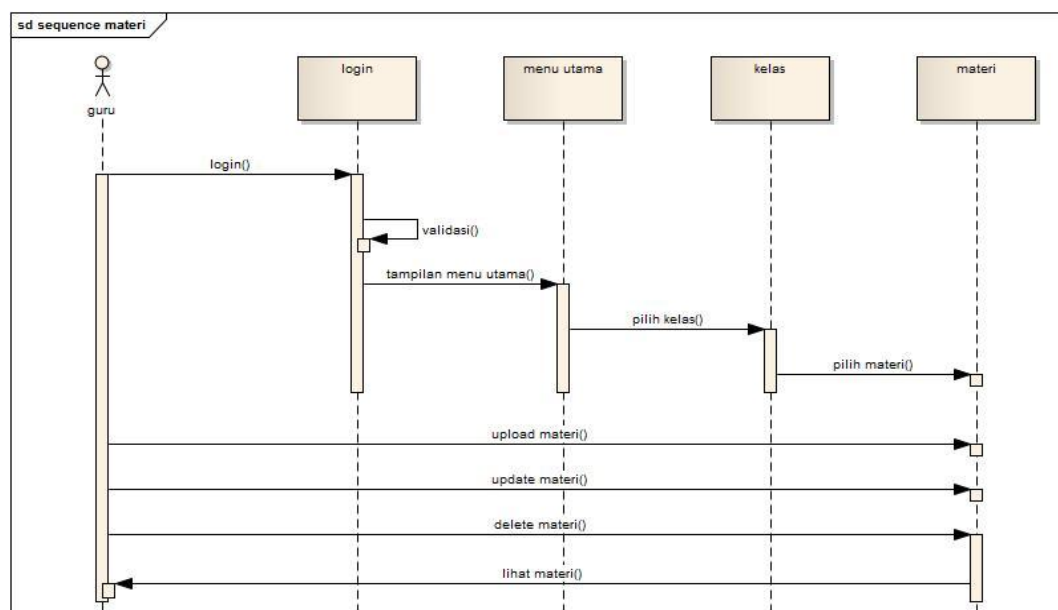 sd sequence materi
guru
login
menu utama
kelas
materi
login()
validasi()
tampilan menu utama()
pilih kelas()
pilih materi()
upload materi()
update materi()
delete materi()
lihat materi()